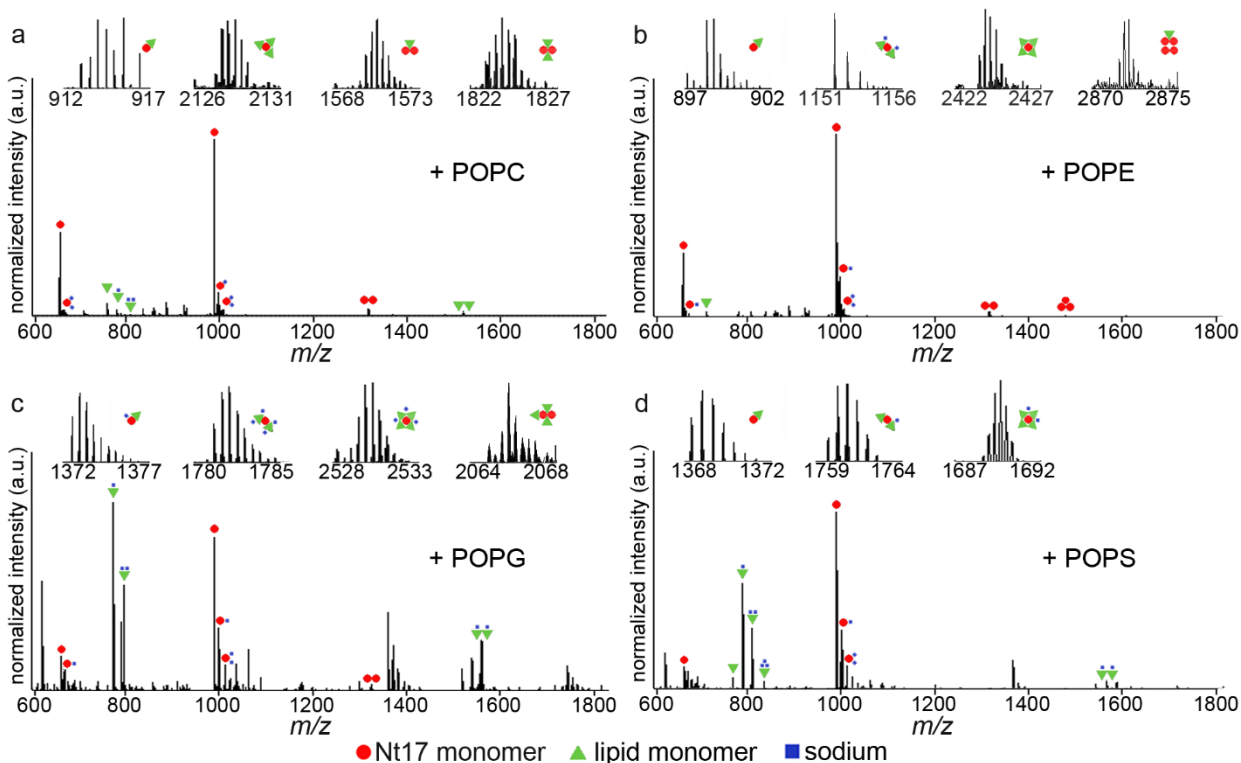 a
912 917 2126 2131 1568 1573 1822 1827
normalized intensity (a.u.)
+ POPC
600 800 1000 1200 1400 1600 1800
m/z
b
897 902 1151 1156 2422 2427 2870 2875
normalized intensity (a.u.)
+ POPE
600 800 1000 1200 1400 1600 1800
m/z
c
1372 1377 1780 1785 2528 2533 2064 2068
normalized intensity (a.u.)
+ POPG
600 800 1000 1200 1400 1600 1800
m/z
d
1368 1372 1759 1764 1687 1692
normalized intensity (a.u.)
+ POPS
600 800 1000 1200 1400 1600 1800
m/z
Nt17 monomer lipid monomer sodium